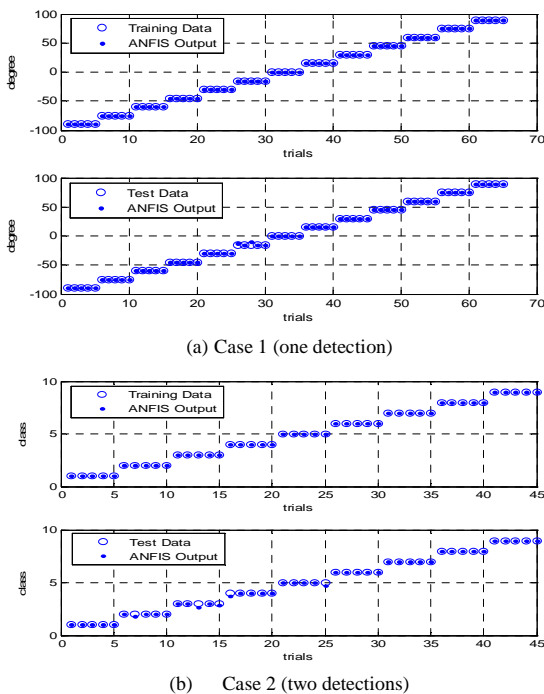 100
50
0
-50
-100
degree
Training Data
ANFIS Output
0 10 20 30 40 50 60 70
trials
100
50
0
-50
-100
degree
Test Data
ANFIS Output
0 10 20 30 40 50 60 70
trials
(a) Case 1 (one detection)
10
5
0
class
Training Data
ANFIS Output
0 5 10 15 20 25 30 35 40 45
trials
10
5
0
class
Test Data
ANFIS Output
0 5 10 15 20 25 30 35 40 45
trials
(b) Case 2 (two detections)